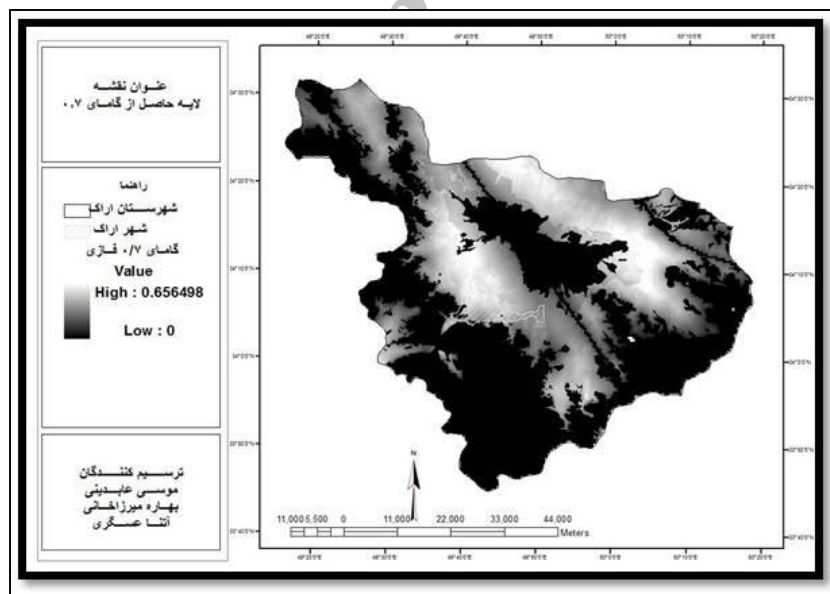 عنوان نقشه
لایه حاصل از گامای ۰,۷
راهنما
شهرستان اراک
شهر اراک
گامای ۰/۷ فازی
Value
High : 0.656498
Low : 0
ترسیم کنندگان
موسی عابدینی
بهاره میرزاخانی
آتنا عسگری
N
11,000 5,500 0 11,000 22,000 33,000 44,000
Meters